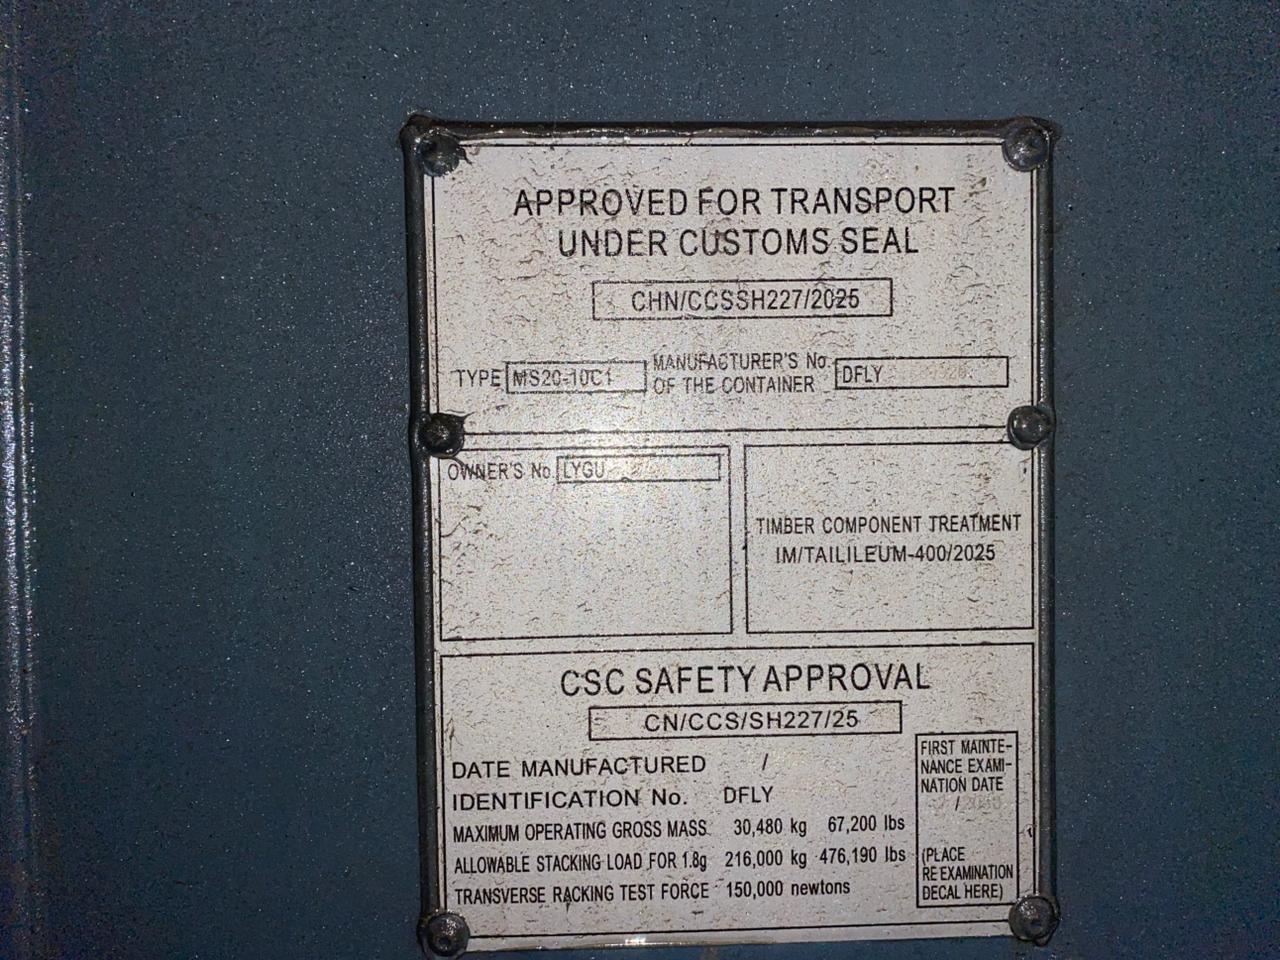 APPROVED FOR TRANSPORT
UNDER CUSTOMS SEAL
CHN/CCSSH227/2025
TYPE MS20-10C1 MANUFACTURER'S No.
OF THE CONTAINER DFLY
OWNER'S No. LYGU
TIMBER COMPONENT TREATMENT
IM/TAILILEUM-400/2025
CSC SAFETY APPROVAL
CN/CCS/SH227/25
DATE MANUFACTURED /
IDENTIFICATION No. DFLY
MAXIMUM OPERATING GROSS MASS 30,480 kg 67,200 lbs
ALLOWABLE STACKING LOAD FOR 1.8g 216,000 kg 476,190 lbs
TRANSVERSE RACKING TEST FORCE 150,000 newtons
FIRST MAINTE-
NANCE EXAMI-
NATION DATE
/
(PLACE
REEXAMINATION
DECAL HERE)